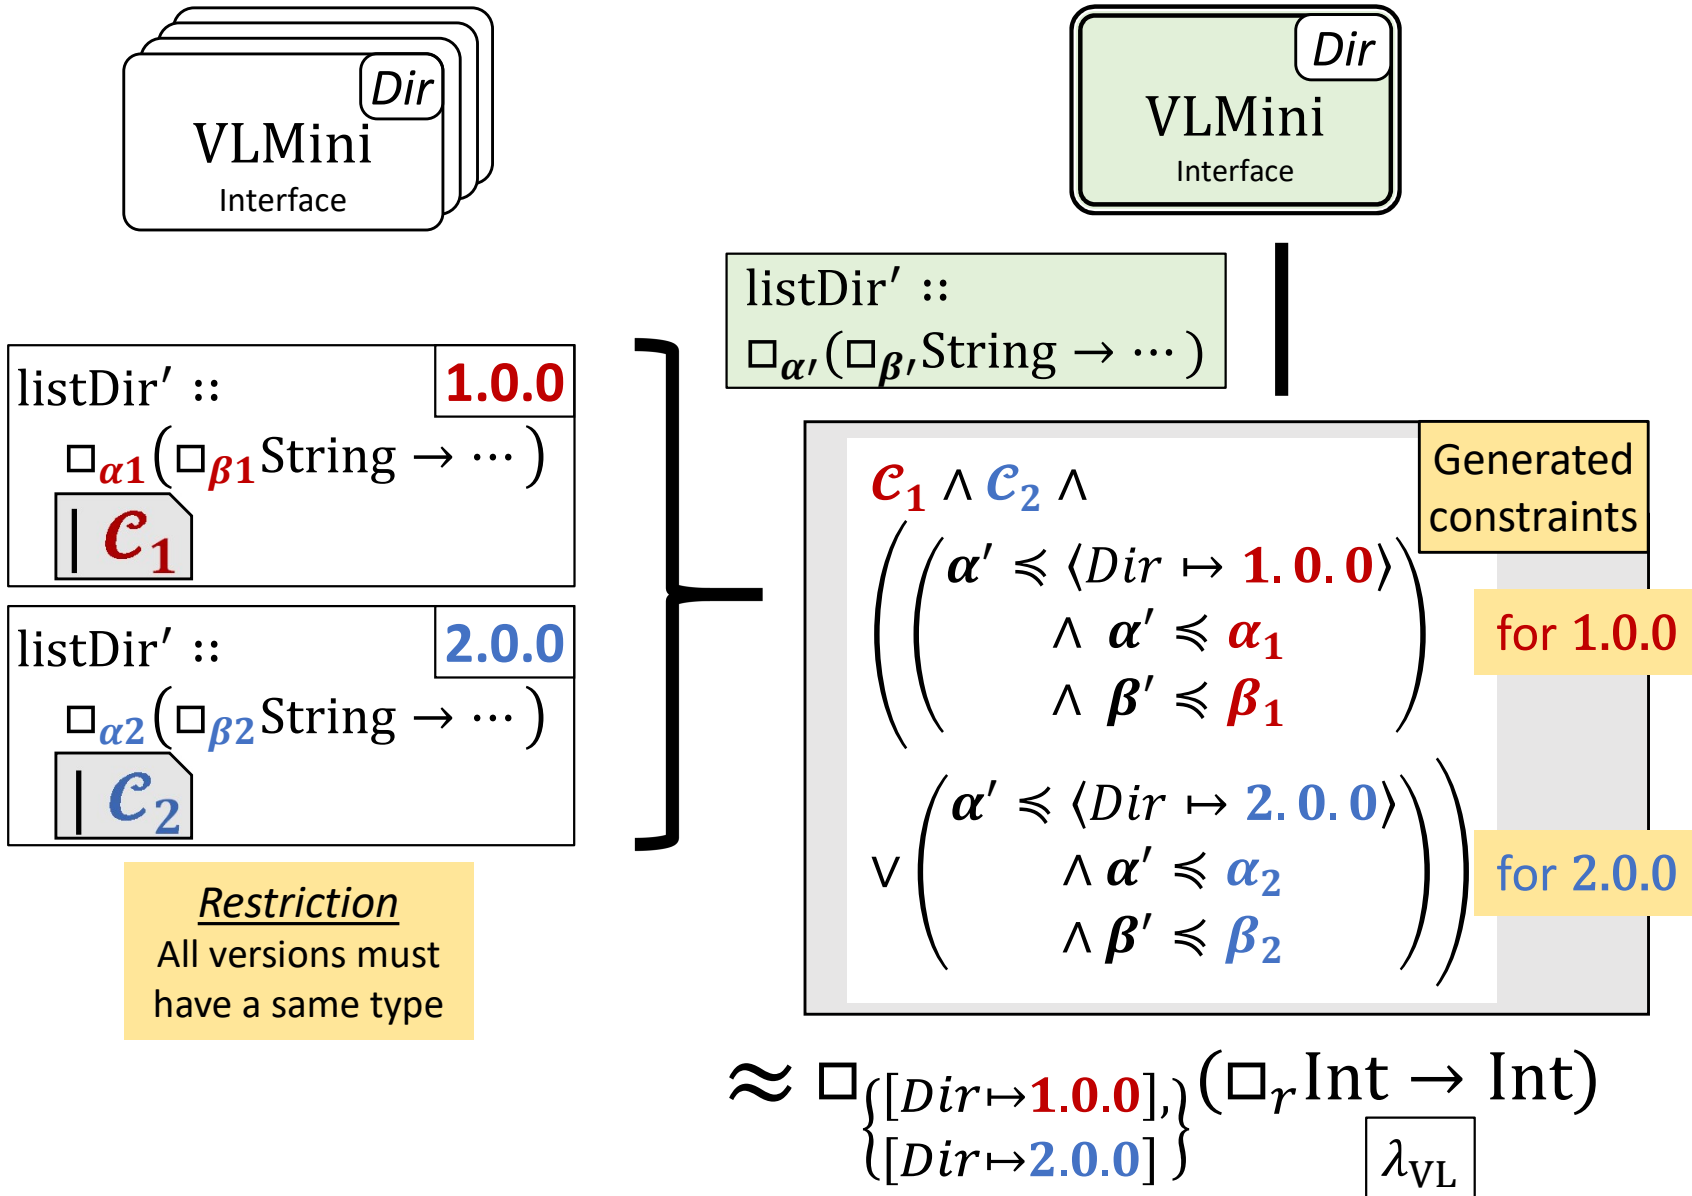 Dir
VLMini
Interface
Dir
VLMini
Interface
listDir′ ::
□α′(□β′String → ⋯ )
listDir′ ::
1.0.0
□α1(□β1String → ⋯ )
| 𝒞1
listDir′ ::
2.0.0
□α2(□β2String → ⋯ )
| 𝒞2
Restriction
All versions must
have a same type
Generated
constraints
𝒞1 ∧ 𝒞2 ∧
((α′ ≼ ⟨Dir ↦ 1.0.0⟩
∧ α′ ≼ α1
∧ β′ ≼ β1)
for 1.0.0
∨ (α′ ≼ ⟨Dir ↦ 2.0.0⟩
∧ α′ ≼ α2
∧ β′ ≼ β2))
for 2.0.0
≈ □{[Dir↦1.0.0], (□r Int → Int)
[Dir↦2.0.0]}
λVL